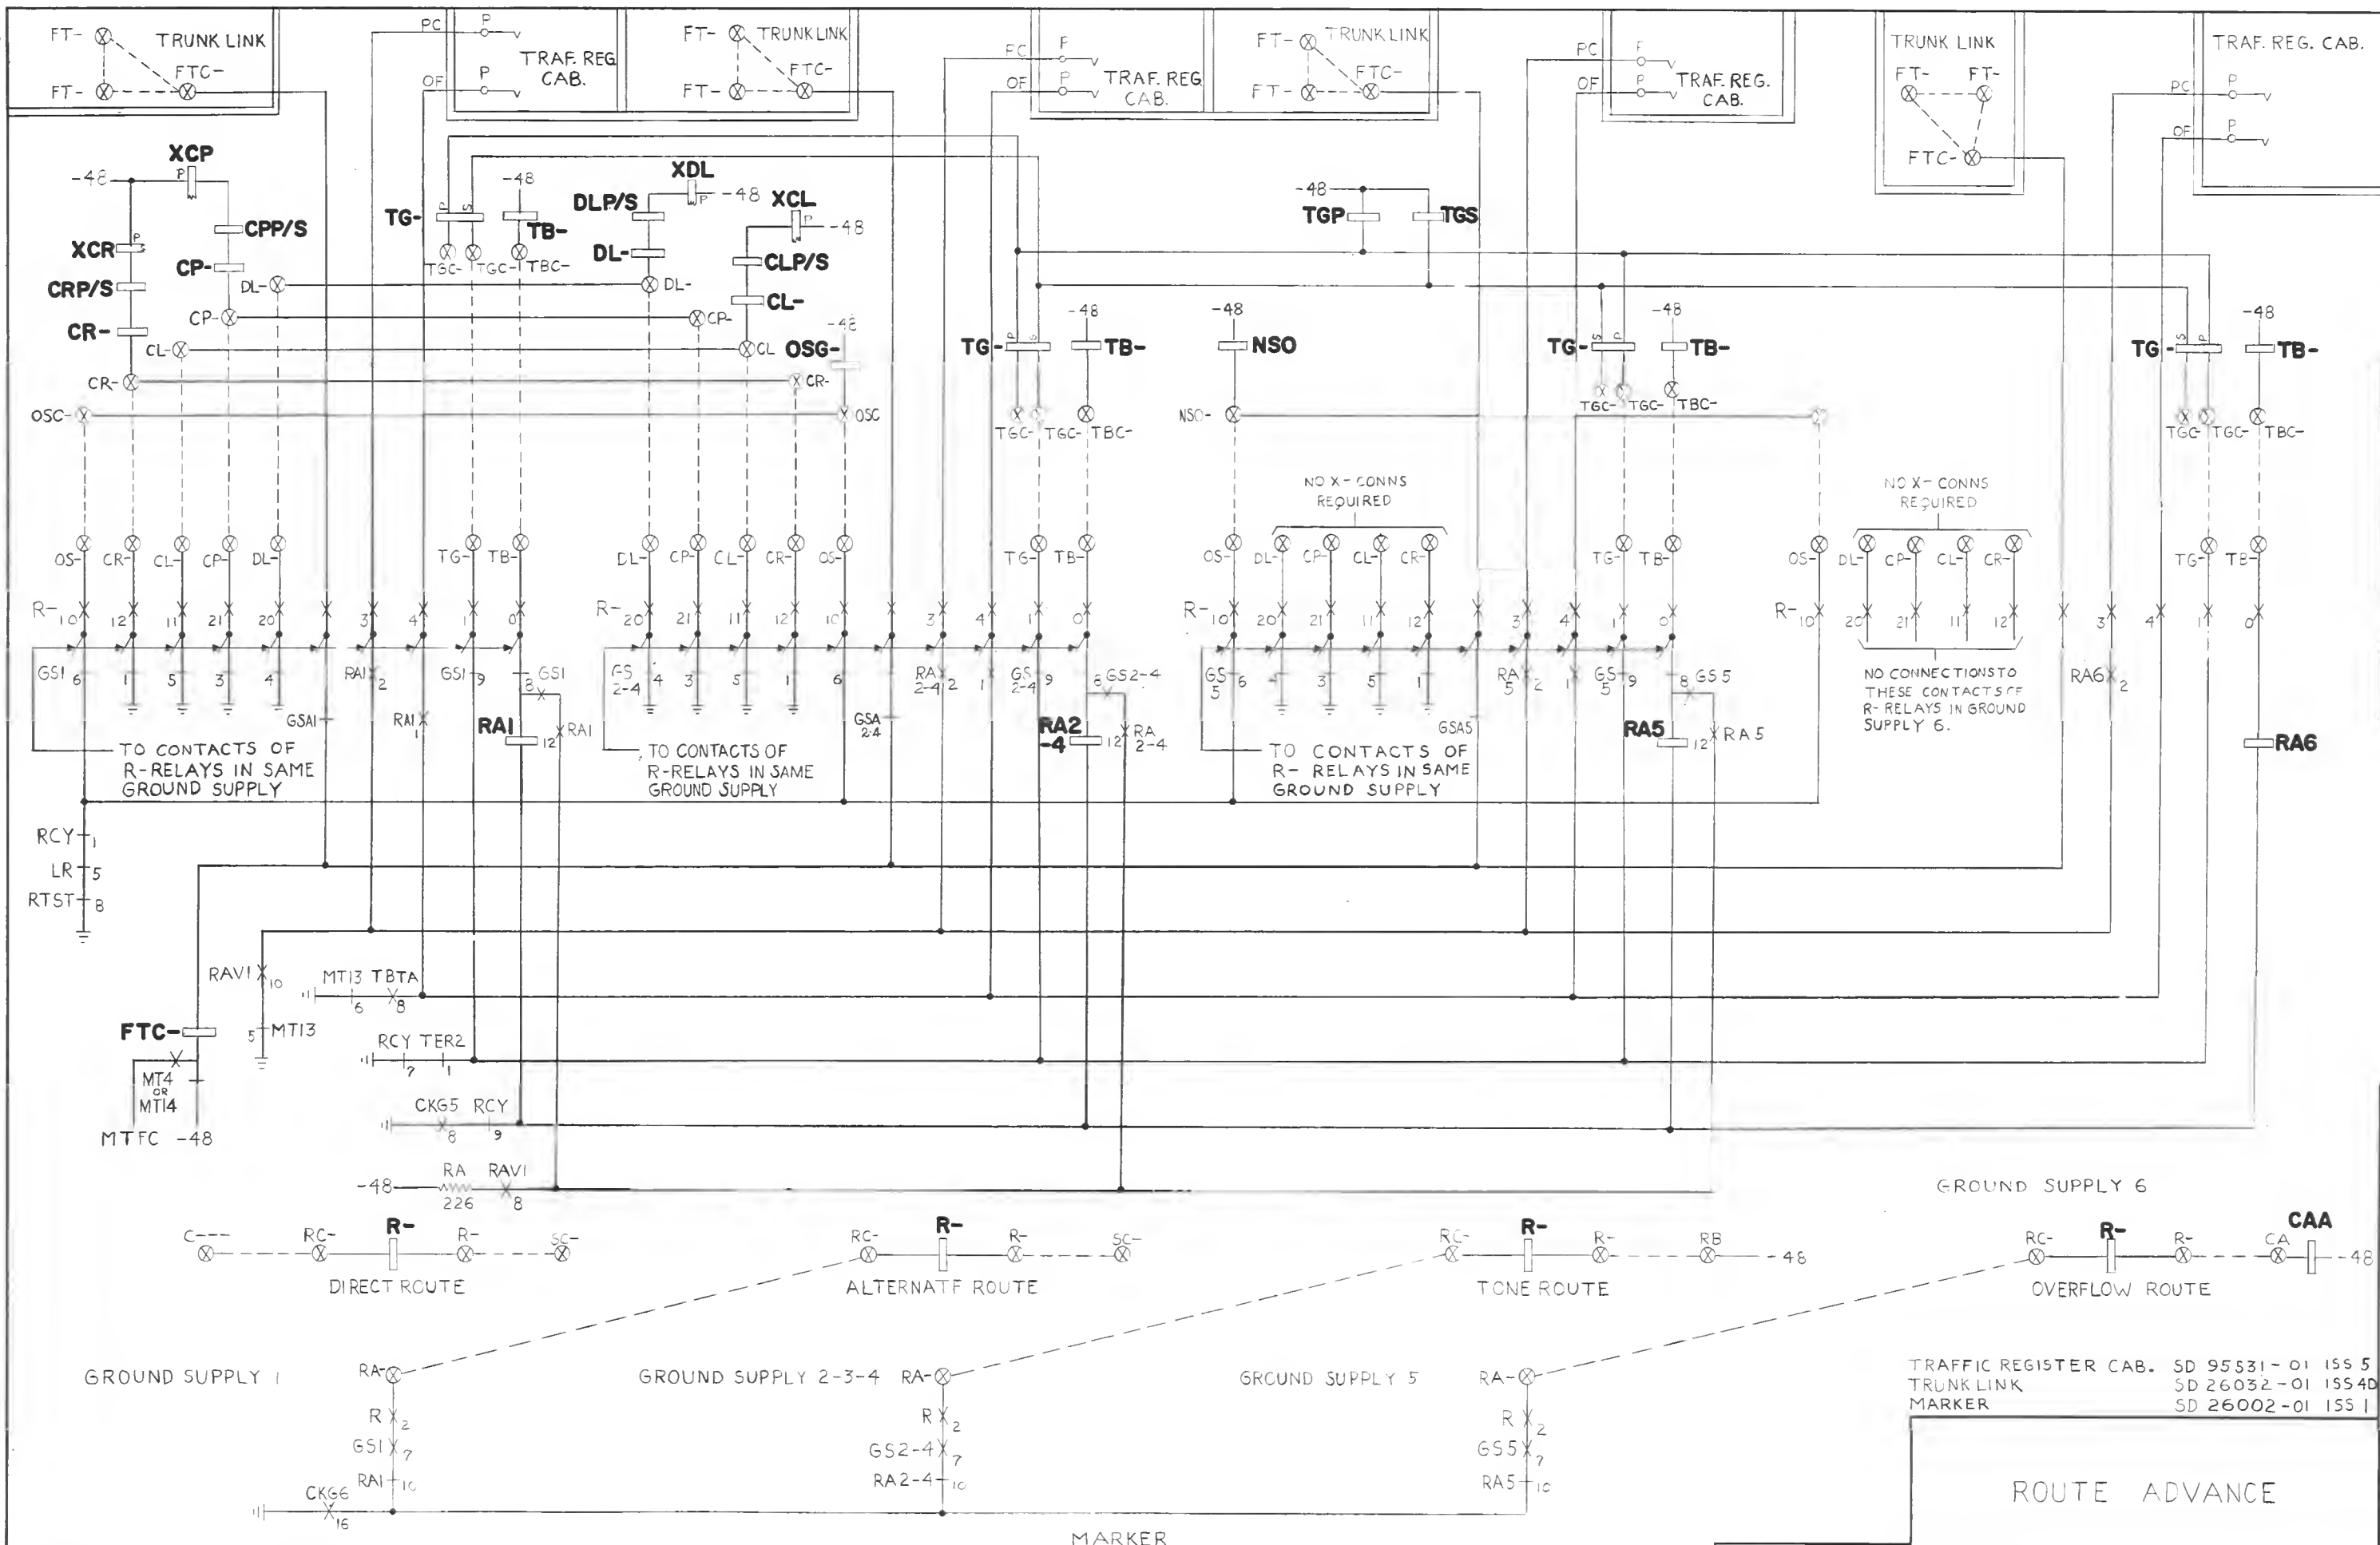 FT- TRUNK LINK
FTC-
FT-
PC P
TRAF. REG
CAB.
OF P
FT- TRUNK LINK
FTC-
FT-
PC P
OF P
TRAF. REG
CAB.
FT- TRUNK LINK
FTC-
FT-
PC P
OF P
TRAF. REG.
CAB.
TRUNK LINK
FT- FT-
FTC-
TRAF. REG. CAB.
PC P
OF P
XCP
-48 P
CPP/S
XCR P
CP-
CRP/S
CR-
DL-
CP-
CL-
CR-
OSC-
TG- P S
-48
TB-
TGC- TGC- TBC-
XDL
DLP/S P -48
XCL
P -48
DL-
CLP/S
DL-
CL-
CP-
-48
CL OSG-
CR-
OSC
-48
TGP TGS
TG- P S
-48
TB-
TGC- TGC- TBC-
-48
NSO
NSO-
TG- S P
-48
TB-
TGC- TGC- TBC-
TG- S P
-48
TB-
TGC- TGC- TBC-
NO X-CONNS
REQUIRED
NO X-CONNS
REQUIRED
OS- CR- CL- CP- DL- TG- TB-
DL- CP- CL- CR- OS- TG- TB-
OS- DL- CP- CL- CR- TG- TB-
OS- DL- CP- CL- CR- TG- TB-
R- 10 12 11 21 20 3 4 1 0
R- 20 21 11 12 10 3 4 1 0
R- 10 20 21 11 12 3 4 1 0
R- 10 20 21 11 12 3 4 1 0
GS1 6 1 5 3 4 RA1 2 GS1 9 8 GS1
GS 2-4 4 3 5 1 6 RA 2-4 2 1 GS 2-4 9 8 GS2-4
GS 5 6 4 3 5 1 RA 5 2 1 GS 5 9 8 GS5
RA6 2
GSA1 RA1 1 RA1 12 RA1
GSA 2-4 RA2 -4 12 RA 2-4
GSA5 RA5 12 RA5
RA6
TO CONTACTS OF
R-RELAYS IN SAME
GROUND SUPPLY
TO CONTACTS OF
R-RELAYS IN SAME
GROUND SUPPLY
TO CONTACTS OF
R- RELAYS IN SAME
GROUND SUPPLY
NO CONNECTIONS TO
THESE CONTACTS OF
R- RELAYS IN GROUND
SUPPLY 6.
RCY 1
LR 5
RTST 8
RAV1 10
MT13 TBTA
6 8
FTC-
5 MT13
RCY TER2
7 1
MT4
OR
MT14
MTFC -48
CKG5 RCY
8 9
RA RAV1
-48
226 8
GROUND SUPPLY 6
C--- RC- R- R- SC-
DIRECT ROUTE
RC- R- R- SC-
ALTERNATE ROUTE
RC- R- R- RB -48
TONE ROUTE
RC- R- R- CA CAA -48
OVERFLOW ROUTE
GROUND SUPPLY 1 RA-
GROUND SUPPLY 2-3-4 RA-
GROUND SUPPLY 5 RA-
R 2
GS1 7
RA1 10
R 2
GS2-4 7
RA2-4 10
R 2
GS5 7
RA5 10
CKG6
16
MARKER
TRAFFIC REGISTER CAB. SD 95531-01 ISS 5
TRUNK LINK SD 26032-01 ISS 4D
MARKER SD 26002-01 ISS 1
ROUTE ADVANCE